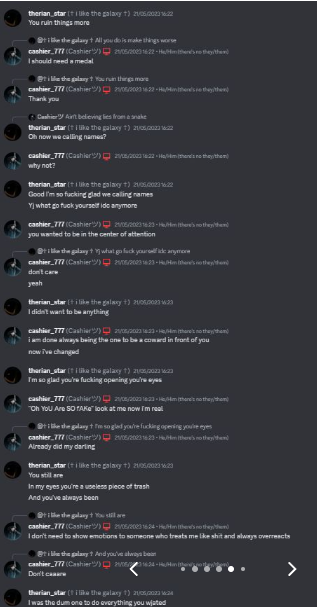 therian_star († i like the galaxy †) 21/05/2023 16:22
You ruin things more
@† i like the galaxy † All you do is make things worse
cashier_777 (Cashierツ) 21/05/2023 16:22 • He/Him (there's no they/them)
I should need a medal
@† i like the galaxy † You ruin things more
cashier_777 (Cashierツ) 21/05/2023 16:22 • He/Him (there's no they/them)
Thank you
Cashierツ Ain't believing lies from a snake
therian_star († i like the galaxy †) 21/05/2023 16:22
Oh now we calling names?
cashier_777 (Cashierツ) 21/05/2023 16:22 • He/Him (there's no they/them)
why not?
therian_star († i like the galaxy †) 21/05/2023 16:22
Good I'm so fucking glad we calling names
Yj what go fuck yourself idc anymore
cashier_777 (Cashierツ) 21/05/2023 16:23 • He/Him (there's no they/them)
you wanted to be in the center of attention
@† i like the galaxy † Yj what go fuck yourself idc anymore
cashier_777 (Cashierツ) 21/05/2023 16:23 • He/Him (there's no they/them)
don't care
yeah
therian_star († i like the galaxy †) 21/05/2023 16:23
I didn't want to be anything
cashier_777 (Cashierツ) 21/05/2023 16:23 • He/Him (there's no they/them)
i am done always being the one to be a coward in front of you
now i've changed
therian_star († i like the galaxy †) 21/05/2023 16:23
I'm so glad you're fucking opening you're eyes
cashier_777 (Cashierツ) 21/05/2023 16:23 • He/Him (there's no they/them)
"Oh YoU Are SO fAKe" look at me now i'm real
@† i like the galaxy † I'm so glad you're fucking opening you're eyes
cashier_777 (Cashierツ) 21/05/2023 16:23 • He/Him (there's no they/them)
Already did my darling
therian_star († i like the galaxy †) 21/05/2023 16:23
You still are
In my eyes you're a useless piece of trash
And you've always been
@† i like the galaxy † You still are
cashier_777 (Cashierツ) 21/05/2023 16:24 • He/Him (there's no they/them)
I don't need to show emotions to someone who treats me like shit and always overreacts
@† i like the galaxy † And you've always been
cashier_777 (Cashierツ) 21/05/2023 16:24 • He/Him (there's no they/them)
Don't caaare
therian_star († i like the galaxy †) 21/05/2023 16:24
I was the dum one to do everything you wjated